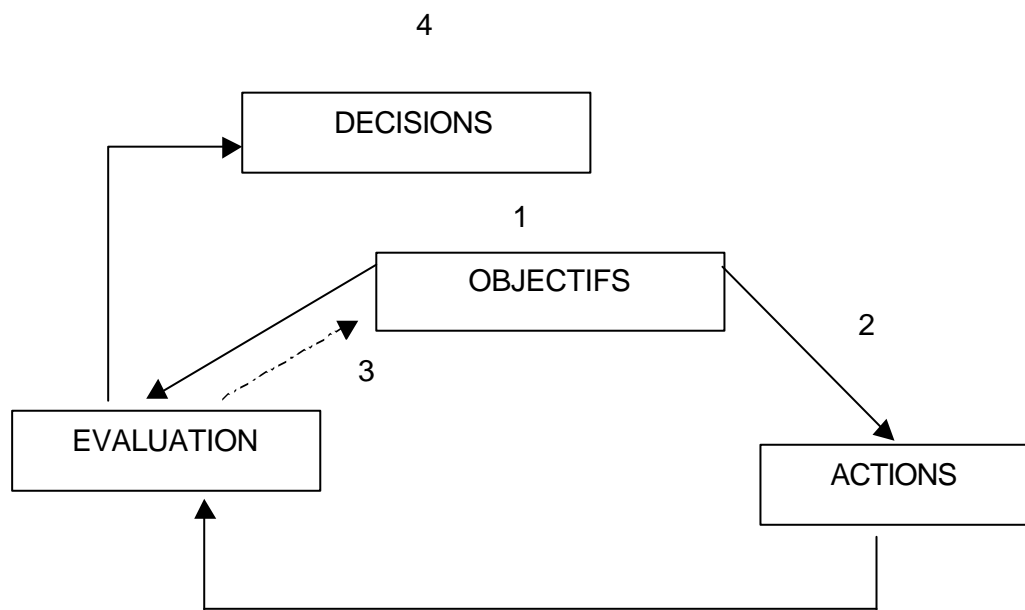 4
DECISIONS
1
OBJECTIFS
2
3
EVALUATION
ACTIONS